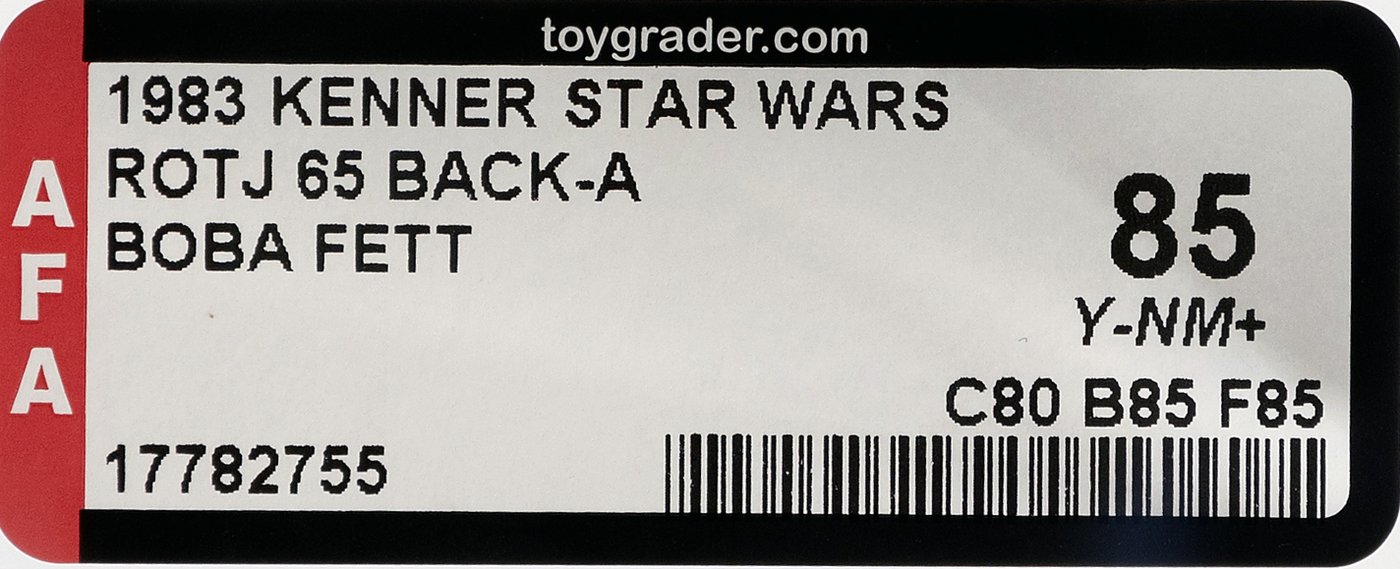 toygrader.com
AFA
1983 KENNER STAR WARS
ROTJ 65 BACK-A
BOBA FETT
85
Y-NM+
C80 B85 F85
17782755